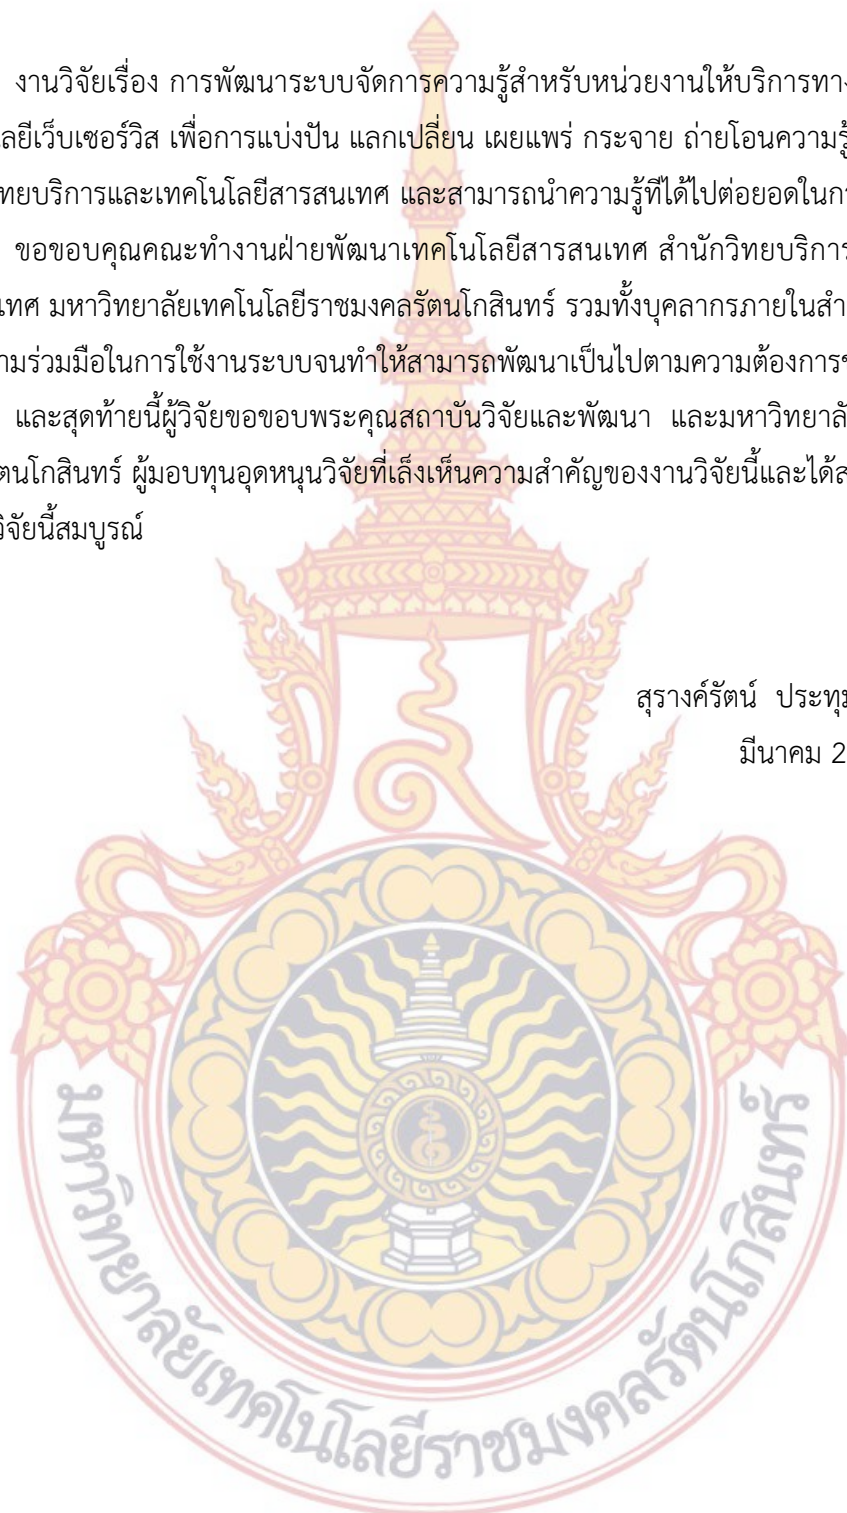 งานวิจัยเรื่อง การพัฒนาระบบจัดการความรู้สำหรับหน่วยงานให้บริการทาง
ลยีเว็บเซอร์วิส เพื่อการแบ่งปัน แลกเปลี่ยน เผยแพร่ กระจาย ถ่ายโอนความรู้
ทยบริการและเทคโนโลยีสารสนเทศ และสามารถนำความรู้ที่ได้ไปต่อยอดในกา
ขอขอบคุณคณะทำงานฝ่ายพัฒนาเทคโนโลยีสารสนเทศ สำนักวิทยบริการ
เทศ มหาวิทยาลัยเทคโนโลยีราชมงคลรัตนโกสินทร์ รวมทั้งบุคลากรภายในสำ
ามร่วมมือในการใช้งานระบบจนทำให้สามารถพัฒนาเป็นไปตามความต้องการข
และสุดท้ายนี้ผู้วิจัยขอขอบพระคุณสถาบันวิจัยและพัฒนา และมหาวิทยาลั
ตนโกสินทร์ ผู้มอบทุนอุดหนุนวิจัยที่เล็งเห็นความสำคัญของงานวิจัยนี้และได้ส
วิจัยนี้สมบูรณ์
สุรางค์รัตน์ ประทุม
มีนาคม 2
มหาวิทยาลัยเทคโนโลยีราชมงคลรัตนโกสินทร์